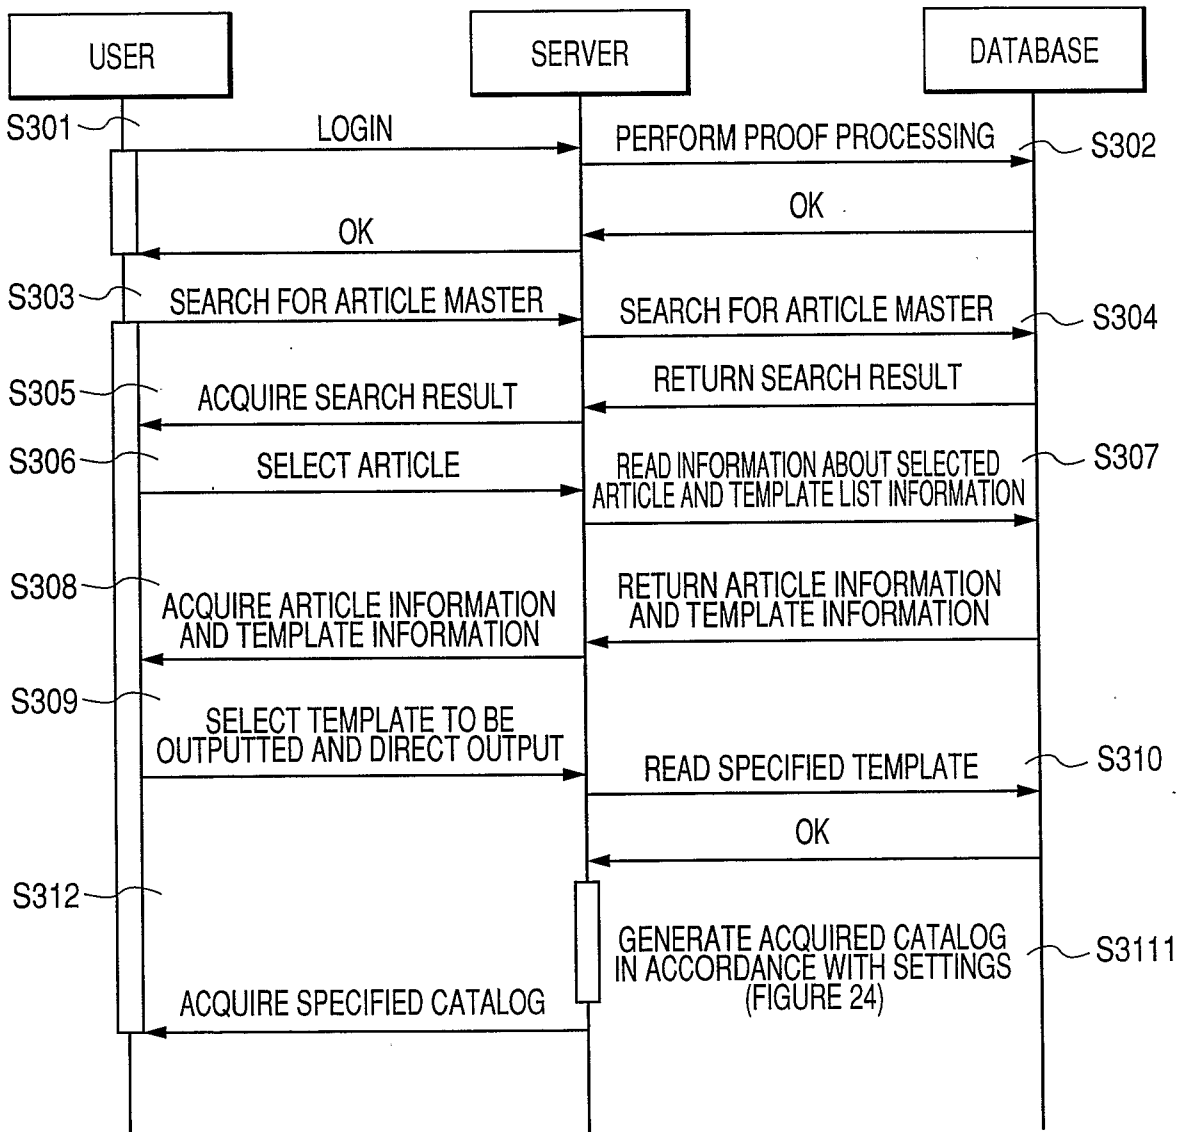 USER
SERVER
DATABASE
S301
LOGIN
PERFORM PROOF PROCESSING
S302
OK
OK
S303
SEARCH FOR ARTICLE MASTER
SEARCH FOR ARTICLE MASTER
S304
RETURN SEARCH RESULT
S305
ACQUIRE SEARCH RESULT
S306
SELECT ARTICLE
READ INFORMATION ABOUT SELECTED
ARTICLE AND TEMPLATE LIST INFORMATION
S307
S308
ACQUIRE ARTICLE INFORMATION
AND TEMPLATE INFORMATION
RETURN ARTICLE INFORMATION
AND TEMPLATE INFORMATION
S309
SELECT TEMPLATE TO BE
OUTPUTTED AND DIRECT OUTPUT
READ SPECIFIED TEMPLATE
S310
OK
S312
GENERATE ACQUIRED CATALOG
IN ACCORDANCE WITH SETTINGS
(FIGURE 24)
S3111
ACQUIRE SPECIFIED CATALOG